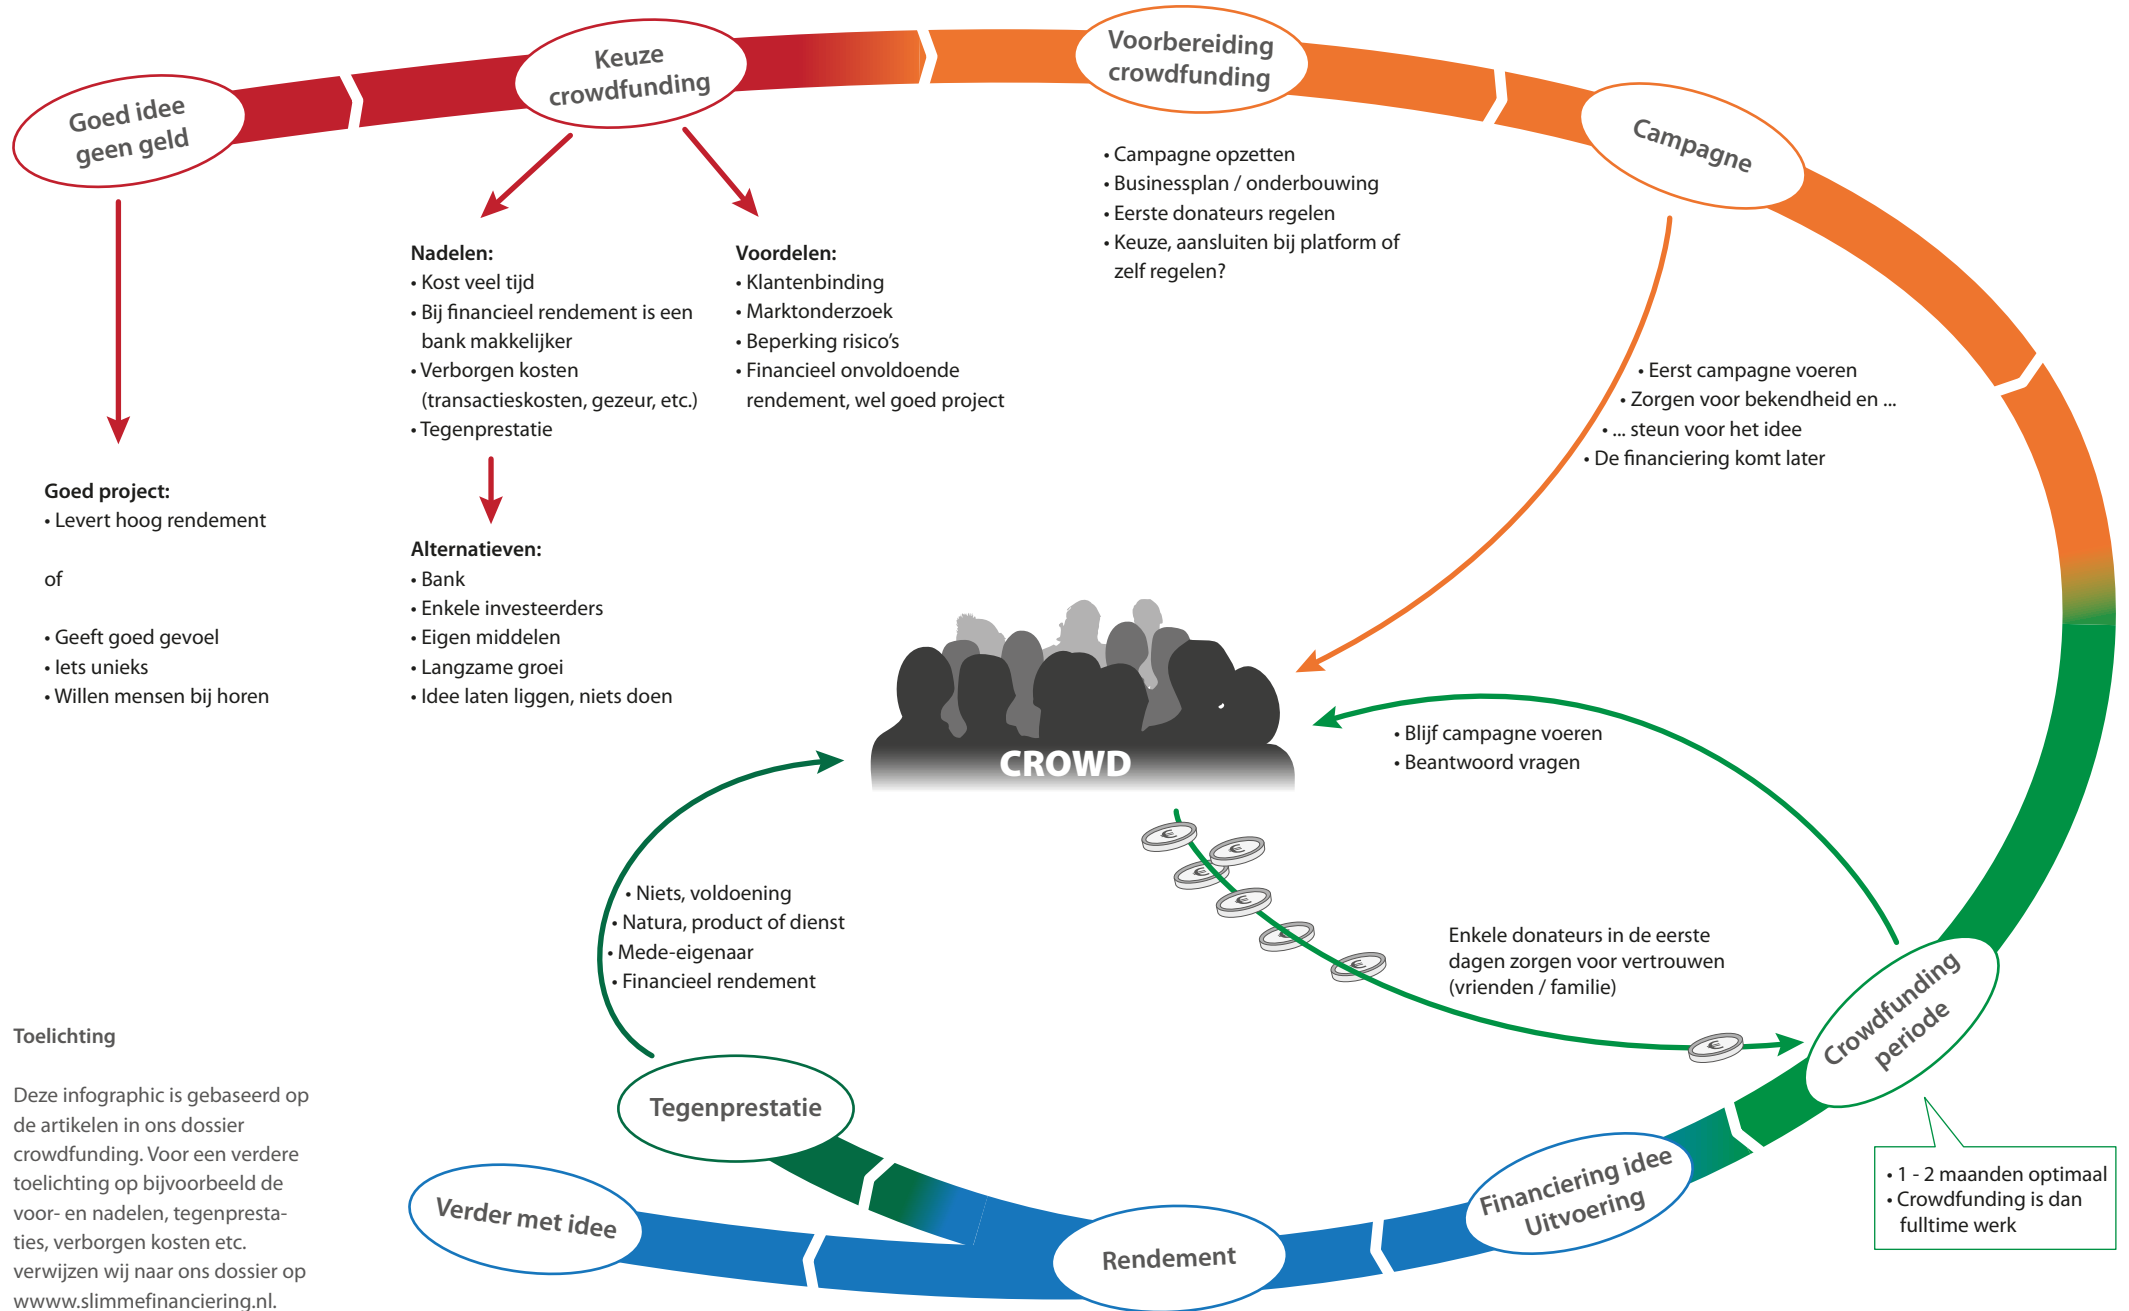 Goed idee
geen geld
Keuze
crowdfunding
Voorbereiding
crowdfunding
Campagne
• Campagne opzetten
• Businessplan / onderbouwing
• Eerste donateurs regelen
• Keuze, aansluiten bij platform of
zelf regelen?
Nadelen:
• Kost veel tijd
• Bij financieel rendement is een
bank makkelijker
• Verborgen kosten
(transactieskosten, gezeur, etc.)
• Tegenprestatie
Voordelen:
• Klantenbinding
• Marktonderzoek
• Beperking risico's
• Financieel onvoldoende
rendement, wel goed project
• Eerst campagne voeren
• Zorgen voor bekendheid en ...
• ... steun voor het idee
• De financiering komt later
Goed project:
• Levert hoog rendement
of
• Geeft goed gevoel
• Iets unieks
• Willen mensen bij horen
Alternatieven:
• Bank
• Enkele investeerders
• Eigen middelen
• Langzame groei
• Idee laten liggen, niets doen
CROWD
• Blijf campagne voeren
• Beantwoord vragen
€
€
€
€
€
€
€
• Niets, voldoening
• Natura, product of dienst
• Mede-eigenaar
• Financieel rendement
Enkele donateurs in de eerste
dagen zorgen voor vertrouwen
(vrienden / familie)
Crowdfunding
periode
• 1 - 2 maanden optimaal
• Crowdfunding is dan
fulltime werk
Financiering idee
Uitvoering
Rendement
Tegenprestatie
Verder met idee
Toelichting
Deze infographic is gebaseerd op
de artikelen in ons dossier
crowdfunding. Voor een verdere
toelichting op bijvoorbeeld de
voor- en nadelen, tegenpresta-
ties, verborgen kosten etc.
verwijzen wij naar ons dossier op
wwww.slimmefinanciering.nl.